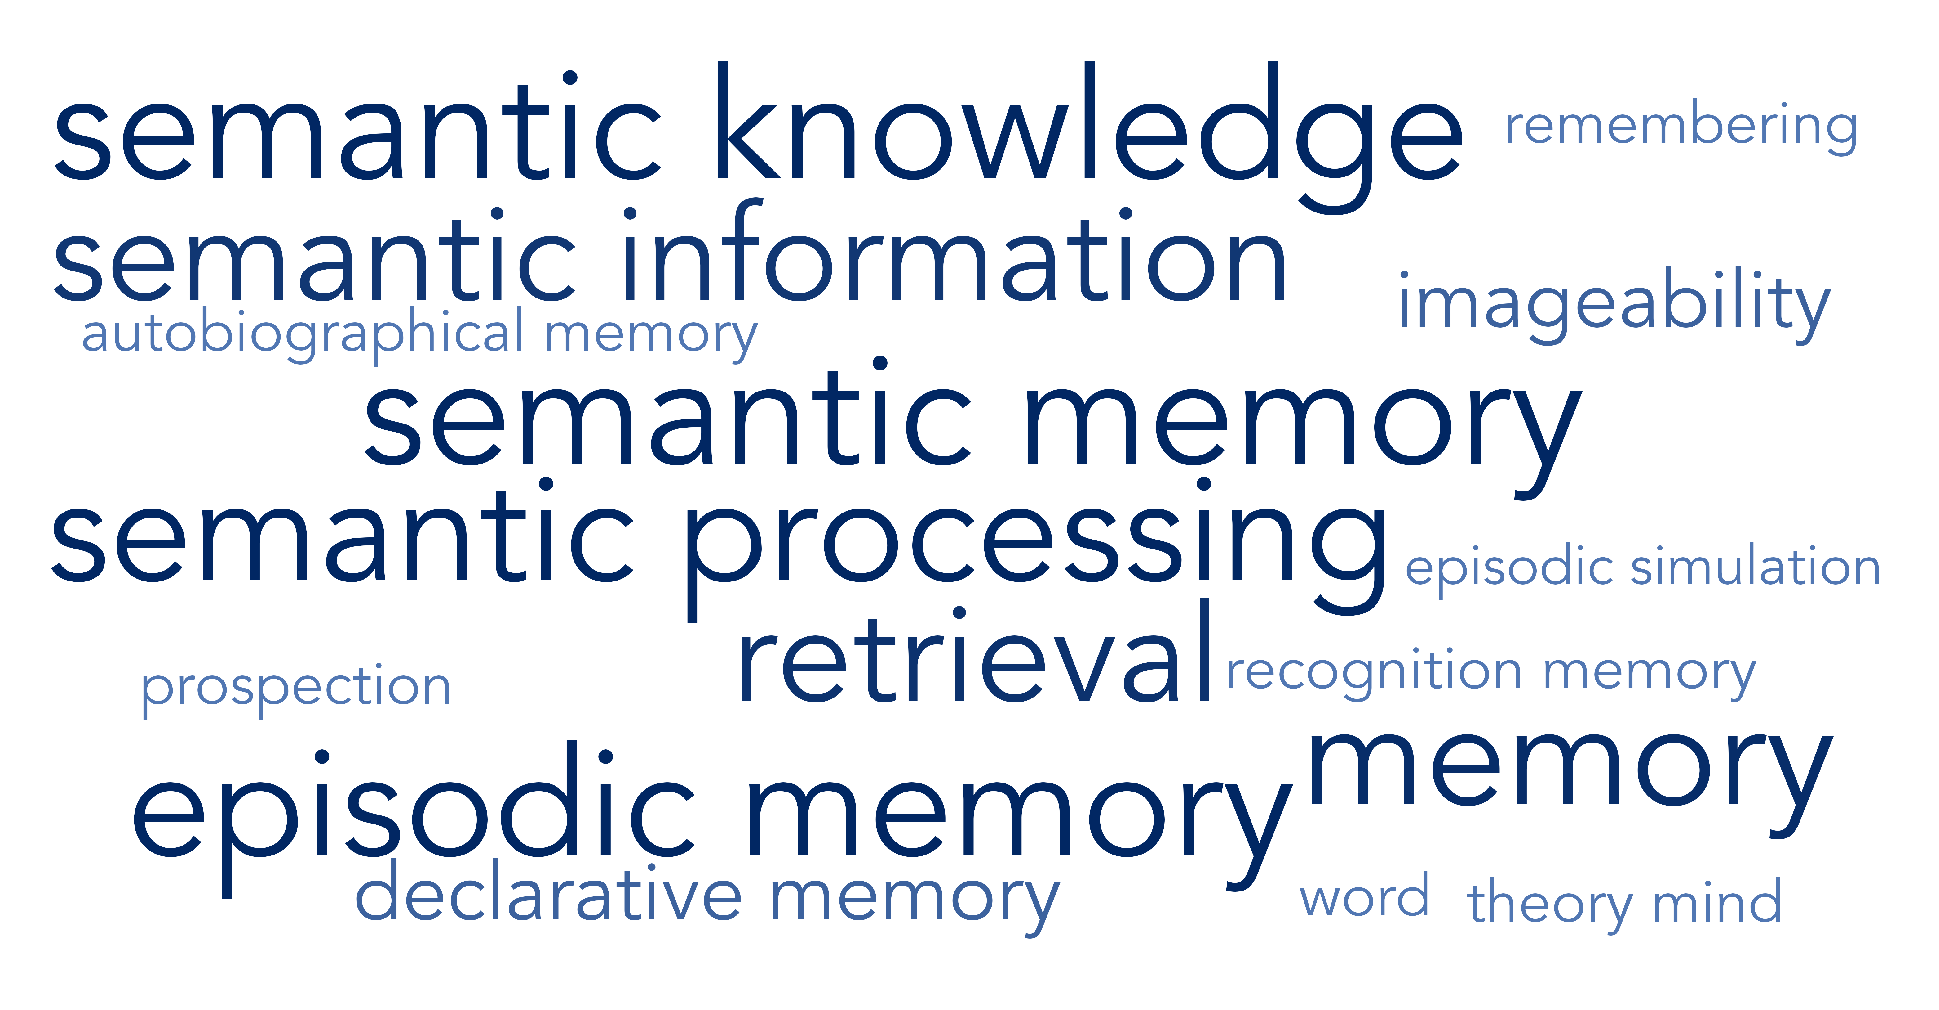 semantic knowledge
remembering
semantic information
imageability
autobiographical memory
semantic memory
semantic processing
episodic simulation
retrieval
recognition memory
prospection
memory
episodic memory
declarative memory
word
theory mind